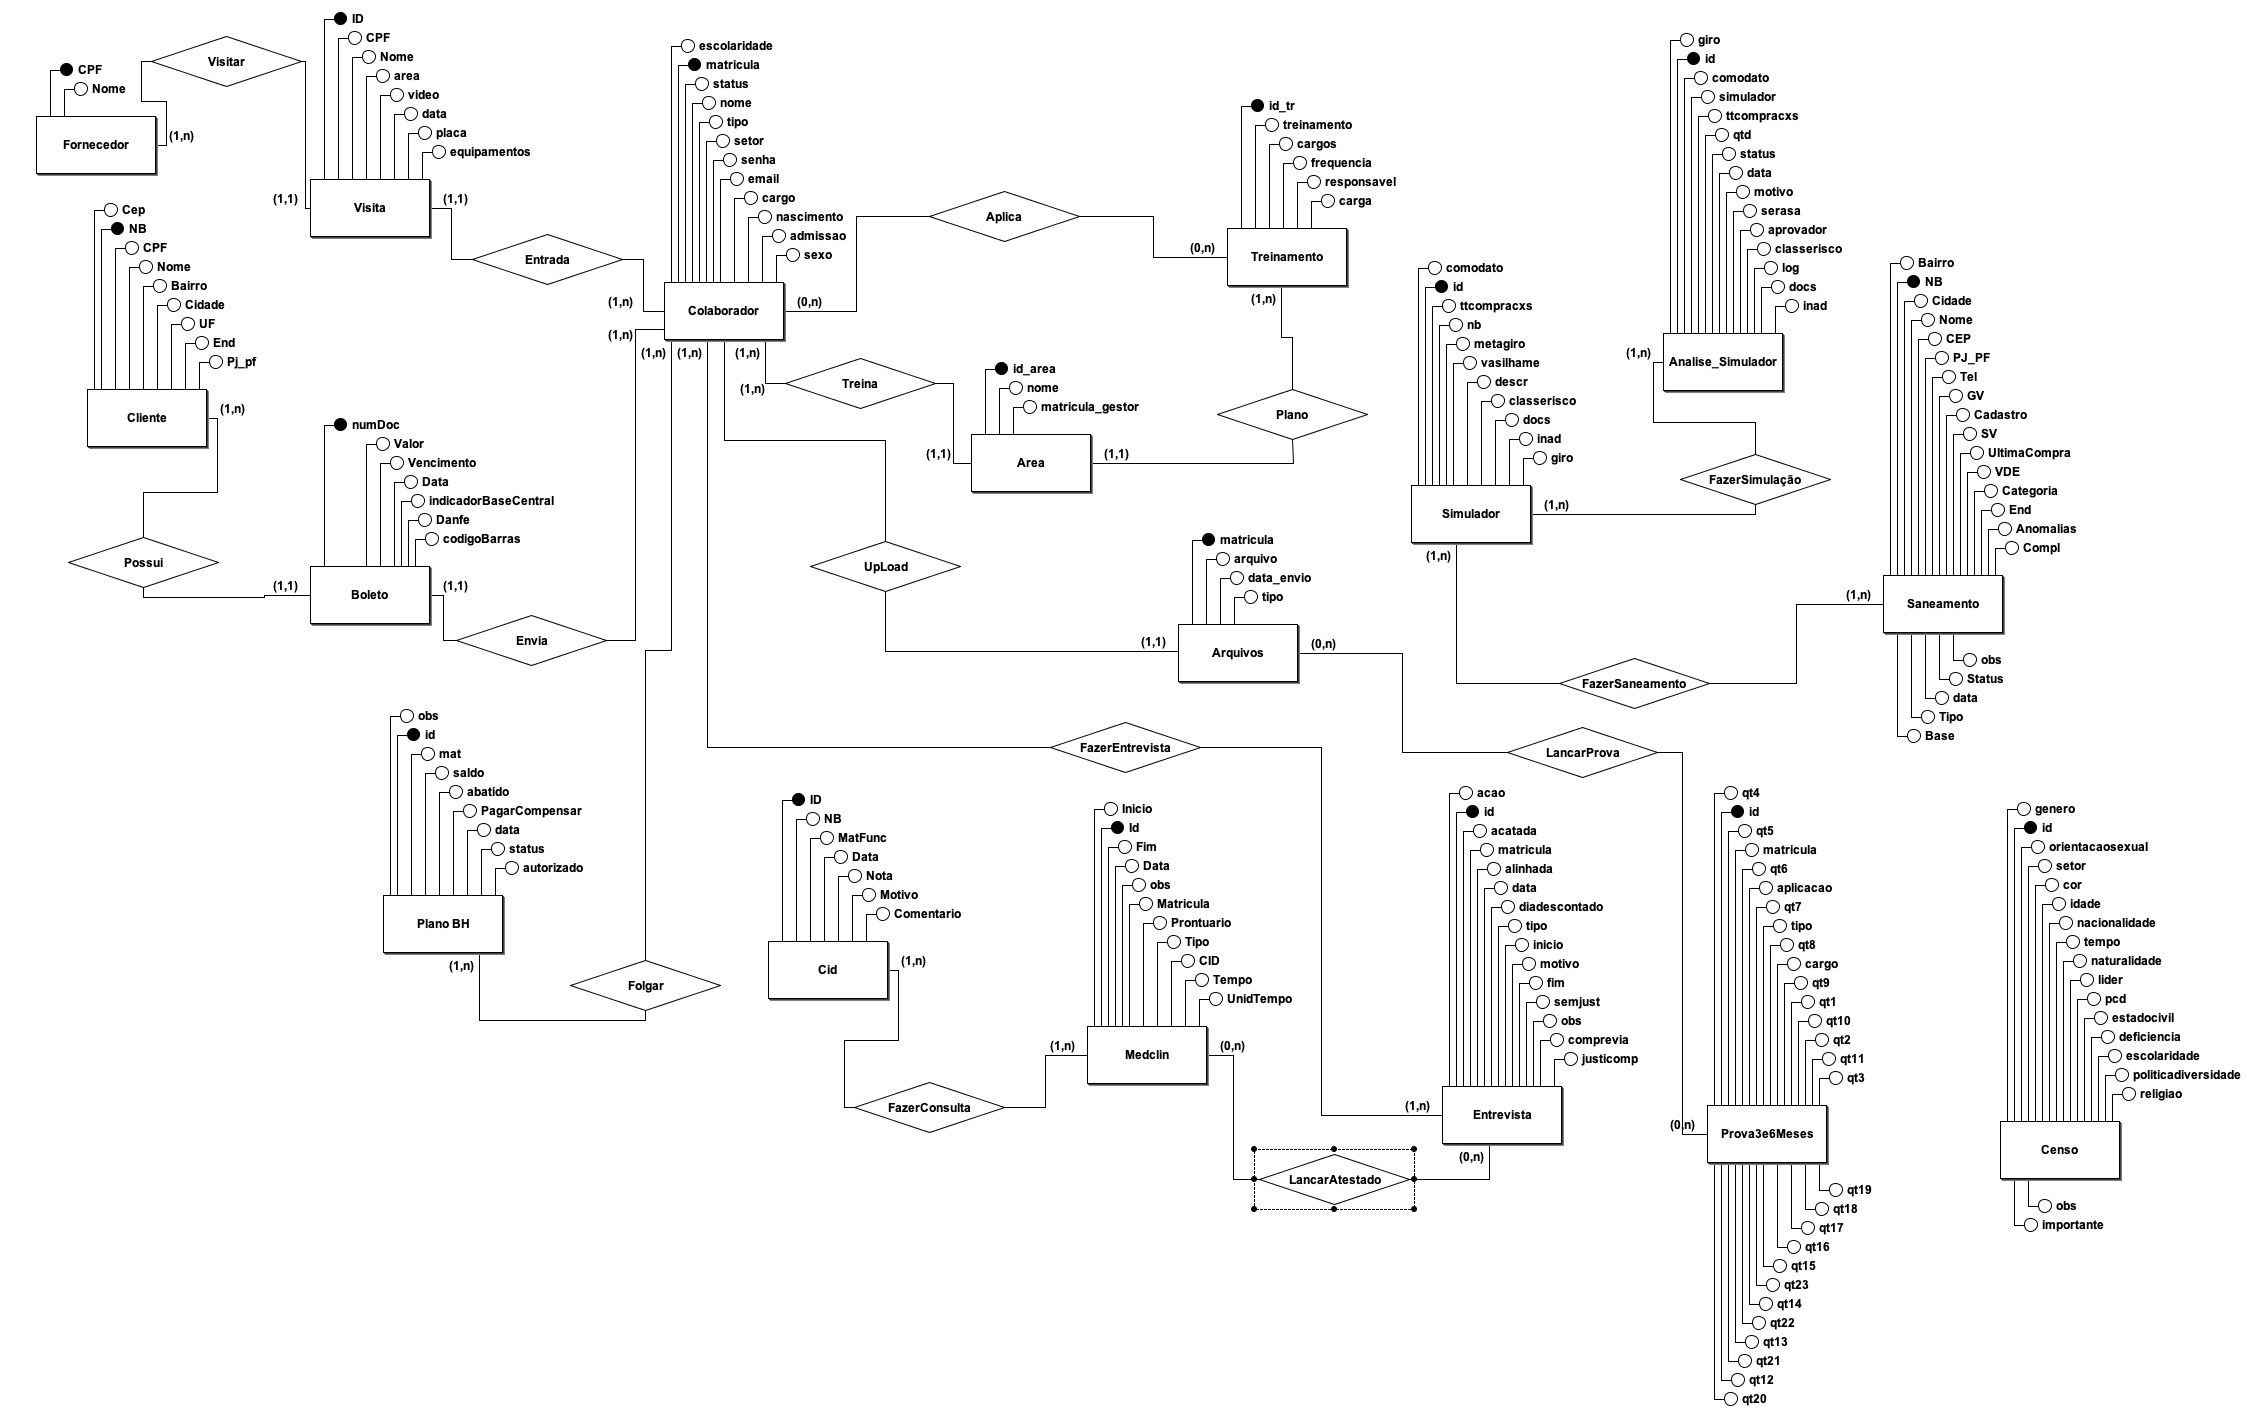 Visitar
CPF
Nome
Fornecedor
(1,n)
ID
CPF
Nome
area
video
data
placa
equipamentos
(1,1)
Visita
(1,1)
Entrada
Cep
NB
CPF
Nome
Bairro
Cidade
UF
End
Pj_pf
Cliente
(1,n)
Possui
numDoc
Valor
Vencimento
Data
indicadorBaseCentral
Danfe
codigoBarras
(1,1)
Boleto
(1,1)
Envia
escolaridade
matricula
status
nome
tipo
setor
senha
email
cargo
nascimento
admissao
sexo
(1,n)
Colaborador
(0,n)
(1,n)
(1,n)
(1,n)
(1,n)
(1,n)
Aplica
Treina
id_tr
treinamento
cargos
frequencia
responsavel
carga
(0,n)
Treinamento
(1,n)
id_area
nome
matricula_gestor
(1,1)
Area
(1,1)
Plano
UpLoad
matricula
arquivo
data_envio
tipo
(1,1)
Arquivos
(0,n)
giro
id
comodato
simulador
ttcompracxs
qtd
status
data
motivo
serasa
aprovador
classerisco
log
docs
inad
(1,n)
Analise_Simulador
FazerSimulação
comodato
id
ttcompracxs
nb
metagiro
vasilhame
descr
classerisco
docs
inad
giro
Simulador
(1,n)
(1,n)
FazerSaneamento
Bairro
NB
Cidade
Nome
CEP
PJ_PF
Tel
GV
Cadastro
SV
UltimaCompra
VDE
Categoria
End
Anomalias
Compl
(1,n)
Saneamento
obs
Status
data
Tipo
Base
obs
id
mat
saldo
abatido
PagarCompensar
data
status
autorizado
Plano BH
(1,n)
Folgar
FazerEntrevista
LancarProva
ID
NB
MatFunc
Data
Nota
Motivo
Comentario
Cid
(1,n)
FazerConsulta
Inicio
Id
Fim
Data
obs
Matricula
Prontuario
Tipo
CID
Tempo
UnidTempo
(1,n)
Medclin
(0,n)
LancarAtestado
acao
id
acatada
matricula
alinhada
data
diadescontado
tipo
inicio
motivo
fim
semjust
obs
comprevia
justicomp
(1,n)
Entrevista
(0,n)
qt4
id
qt5
matricula
qt6
aplicacao
qt7
tipo
qt8
cargo
qt9
qt1
qt10
qt2
qt11
qt3
(0,n)
Prova3e6Meses
qt19
qt18
qt17
qt16
qt15
qt23
qt14
qt22
qt13
qt21
qt12
qt20
genero
id
orientacaosexual
setor
cor
idade
nacionalidade
tempo
naturalidade
lider
pcd
estadocivil
deficiencia
escolaridade
politicadiversidade
religiao
Censo
obs
importante